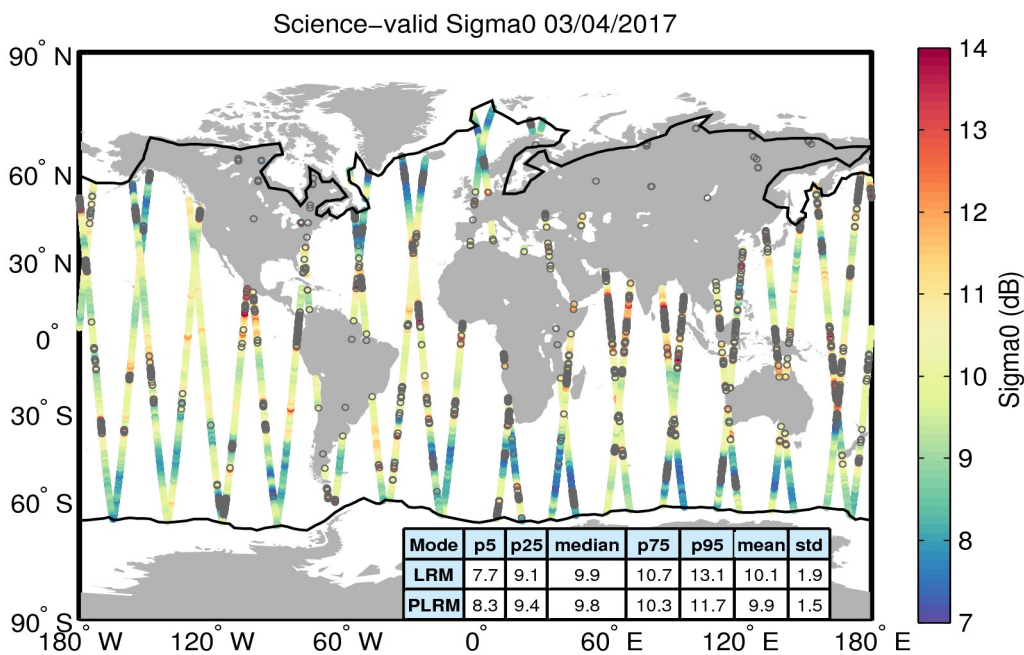 Science−valid Sigma0 03/04/2017
90° N
60° N
30° N
0°
30° S
60° S
90° S
180° W
120° W
60° W
0°
60° E
120° E
180° E
Mode p5 p25 median p75 p95 mean std
LRM 7.7 9.1 9.9 10.7 13.1 10.1 1.9
PLRM 8.3 9.4 9.8 10.3 11.7 9.9 1.5
14
13
12
11
10
9
8
7
Sigma0 (dB)